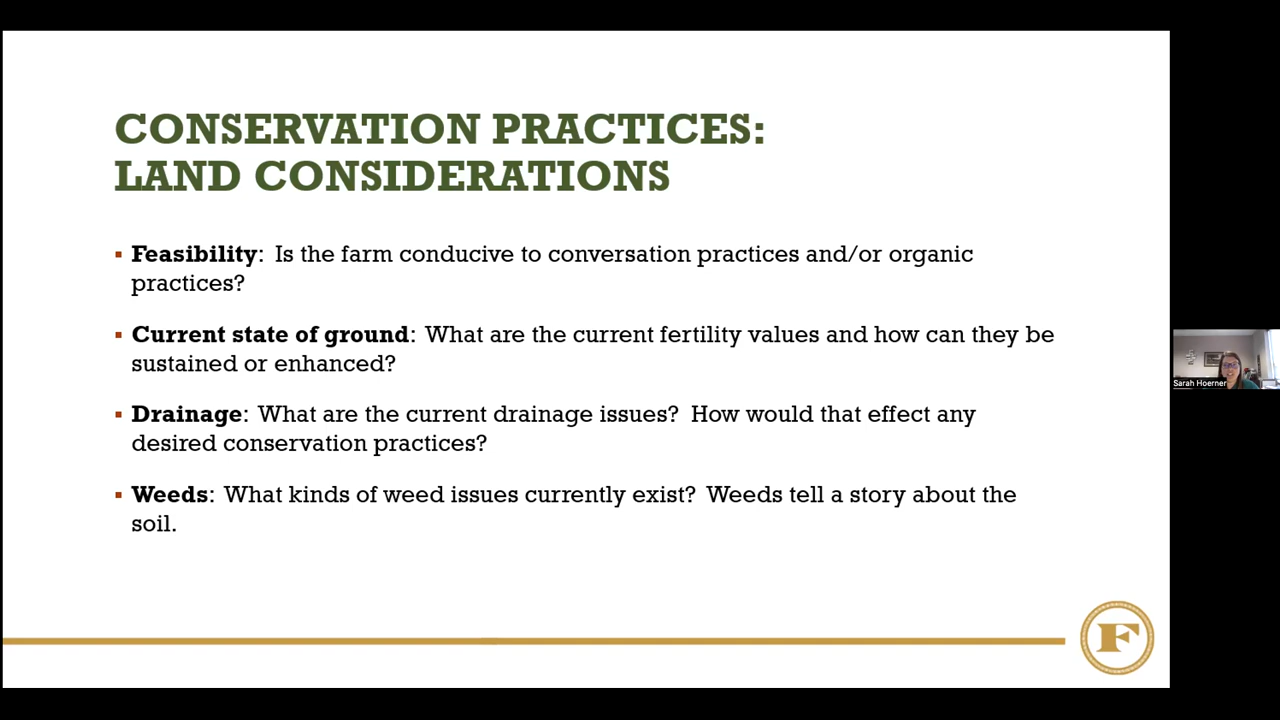 CONSERVATION PRACTICES:
LAND CONSIDERATIONS
▪ Feasibility: Is the farm conducive to conversation practices and/or organic
practices?
▪ Current state of ground: What are the current fertility values and how can they be
sustained or enhanced?
▪ Drainage: What are the current drainage issues? How would that effect any
desired conservation practices?
▪ Weeds: What kinds of weed issues currently exist? Weeds tell a story about the
soil.
Sarah Hoerner
F